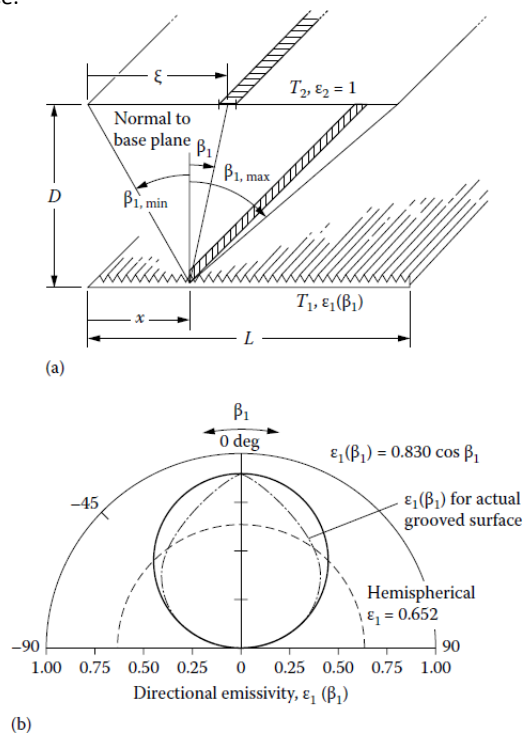 ξ
T₂, ε₂ = 1
Normal to
base plane
β₁
β₁, max
β₁, min
D
x
T₁, ε₁(β₁)
L
(a)
β₁
0 deg
ε₁(β₁) = 0.830 cos β₁
–45
ε₁(β₁) for actual
grooved surface
Hemispherical
ε₁ = 0.652
–90
90
1.00 0.75 0.50 0.25 0 0.25 0.50 0.75 1.00
Directional emissivity, ε₁ (β₁)
(b)